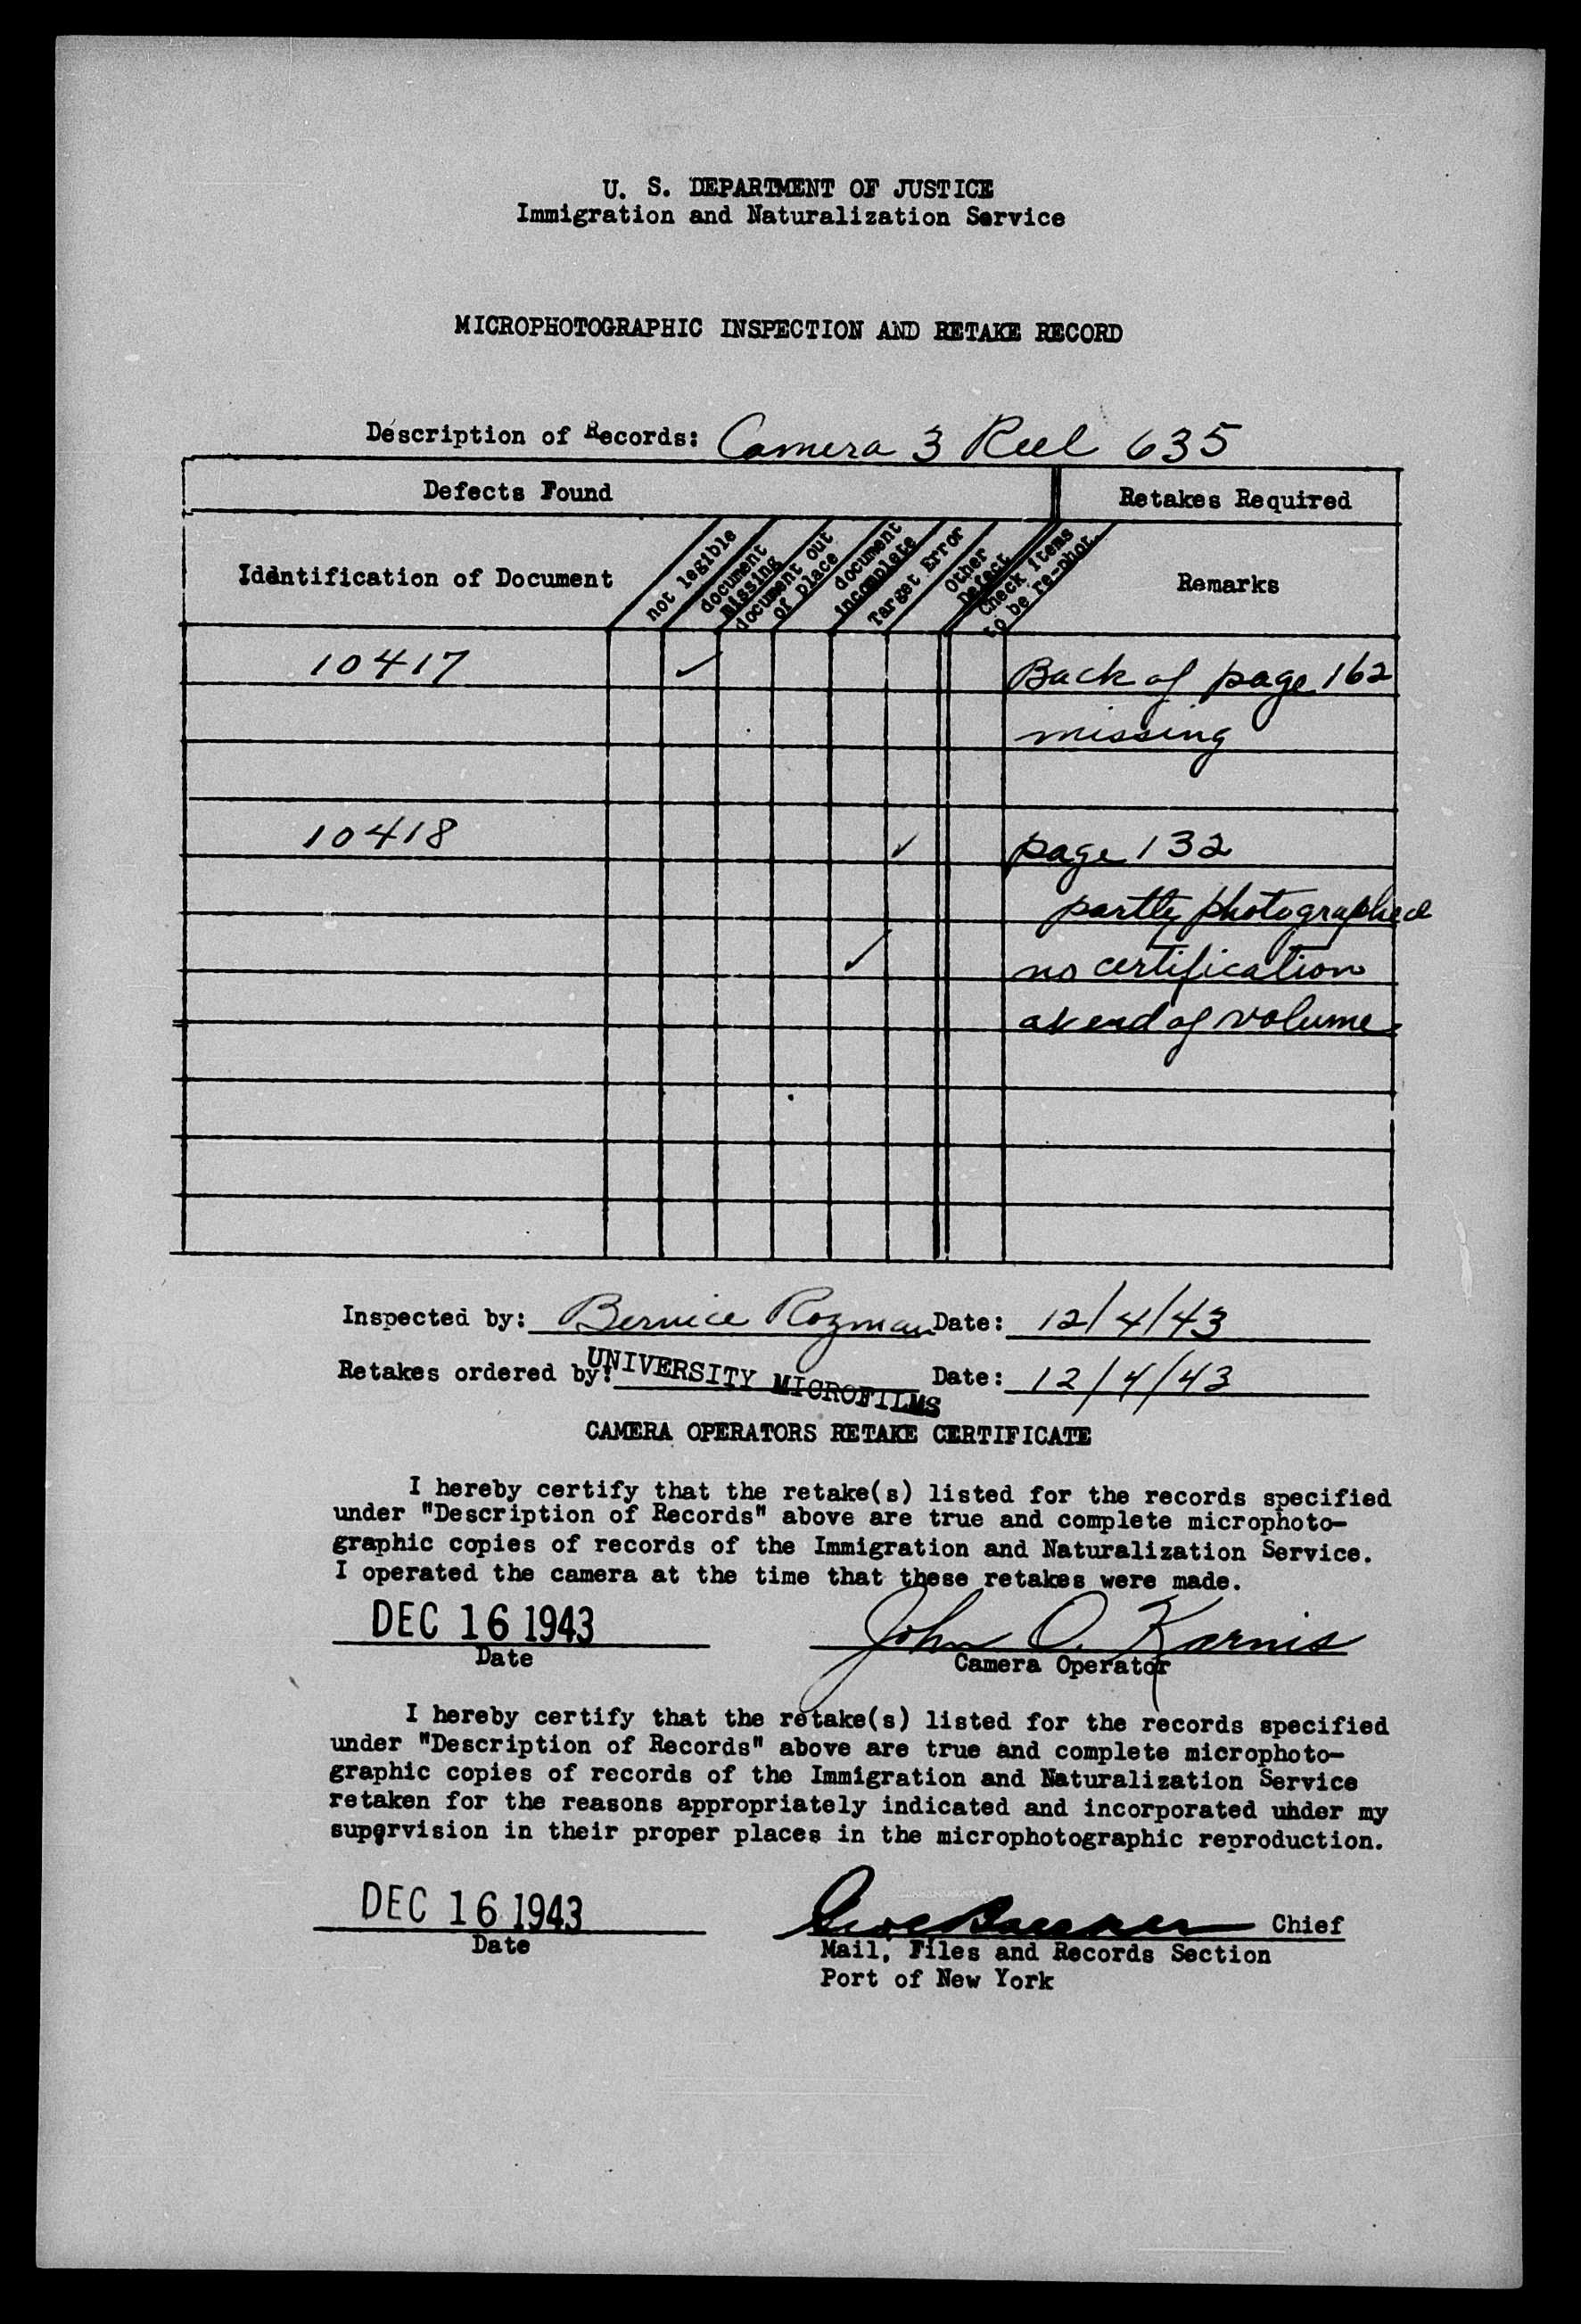 U. S. DEPARTMENT OF JUSTICE
Immigration and Naturalization Service
MICROPHOTOGRAPHIC INSPECTION AND RETAKE RECORD
Description of Records: Camera 3 Reel 635
Defects Found
Retakes Required
Identification of Document
not legible
document missing
document out of place
document incomplete
Target Error
Other Defect
Check items to be re-phot.
Remarks
10417 ✓ Back of page 162
missing
10418 ✓ page 132
partly photographed
✓ no certification
at end of volume
Inspected by: Bernice Rozman Date: 12/4/43
Retakes ordered by: UNIVERSITY MICROFILMS Date: 12/4/43
CAMERA OPERATORS RETAKE CERTIFICATE
I hereby certify that the retake(s) listed for the records specified
under "Description of Records" above are true and complete microphoto-
graphic copies of records of the Immigration and Naturalization Service.
I operated the camera at the time that these retakes were made.
DEC 16 1943 John O. Karnis
Date Camera Operator
I hereby certify that the retake(s) listed for the records specified
under "Description of Records" above are true and complete microphoto-
graphic copies of records of the Immigration and Naturalization Service
retaken for the reasons appropriately indicated and incorporated under my
supervision in their proper places in the microphotographic reproduction.
DEC 16 1943 Chief
Date Mail, Files and Records Section
Port of New York